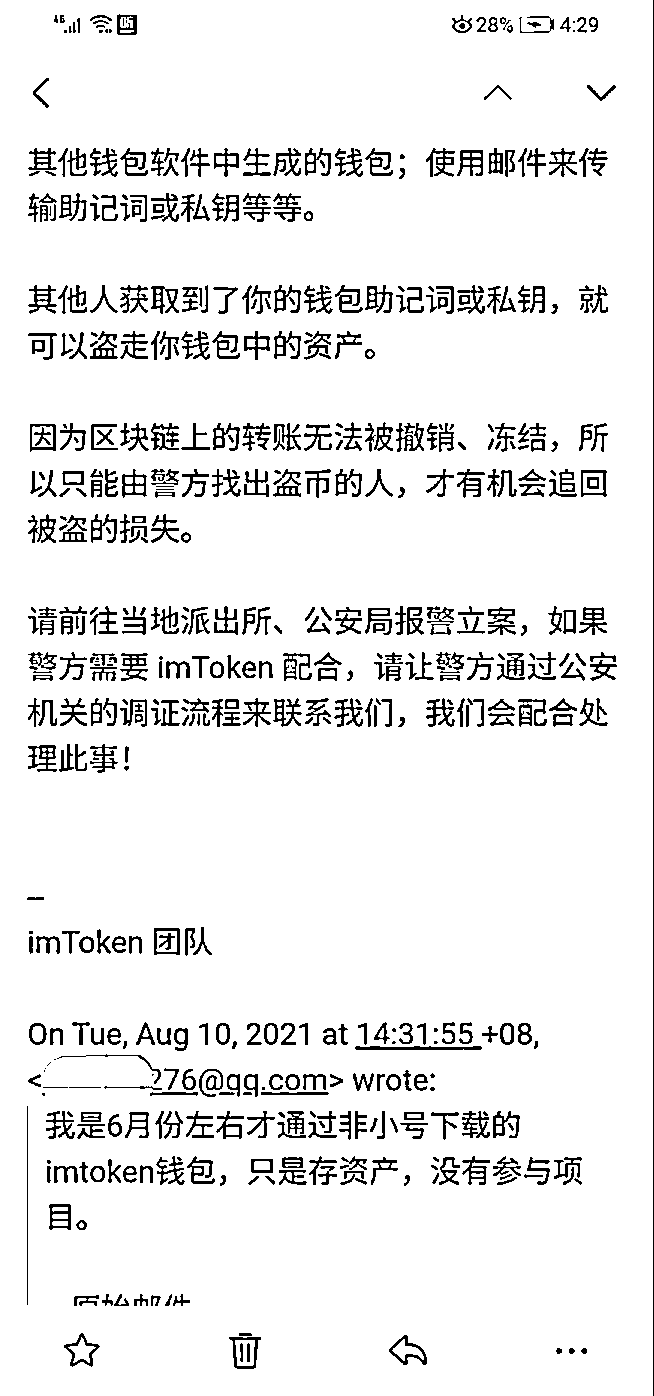 28% 4:29
其他钱包软件中生成的钱包；使用邮件来传
输助记词或私钥等等。
其他人获取到了你的钱包助记词或私钥，就
可以盗走你钱包中的资产。
因为区块链上的转账无法被撤销、冻结，所
以只能由警方找出盗币的人，才有机会追回
被盗的损失。
请前往当地派出所、公安局报警立案，如果
警方需要 imToken 配合，请让警方通过公安
机关的调证流程来联系我们，我们会配合处
理此事！
–
imToken 团队
On Tue, Aug 10, 2021 at 14:31:55 +08,
<276@qq.com> wrote:
我是6月份左右才通过非小号下载的
imtoken钱包，只是存资产，没有参与项
目。
原始邮件